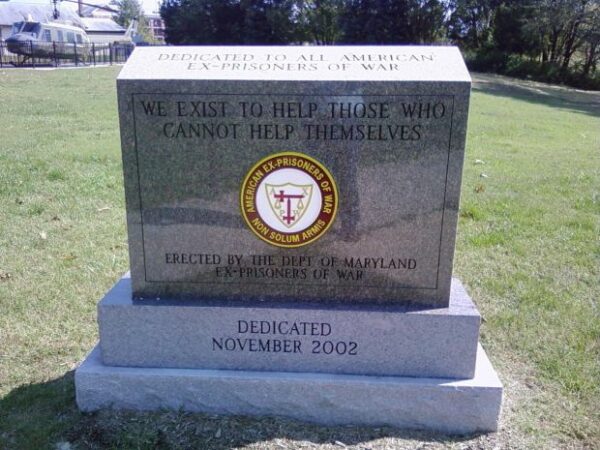 DEDICATED TO ALL AMERICAN
EX-PRISONERS OF WAR
WE EXIST TO HELP THOSE WHO
CANNOT HELP THEMSELVES
AMERICAN EX-PRISONERS OF WAR
NON SOLUM ARMIS
ERECTED BY THE DEPT OF MARYLAND
EX-PRISONERS OF WAR
DEDICATED
NOVEMBER 2002